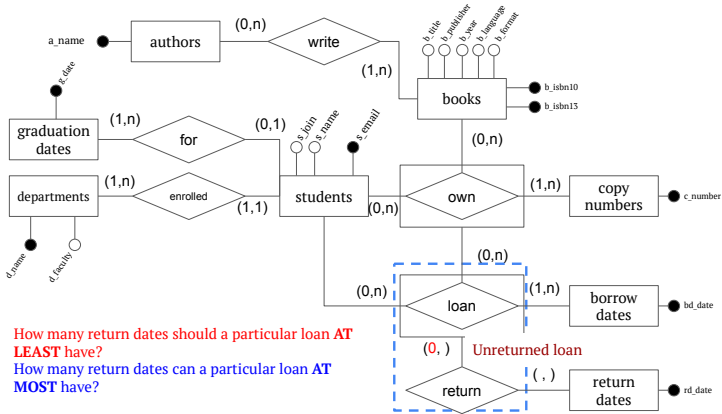 a_name
authors
(0,n)
write
(1,n)
b_title
b_publisher
b_year
b_language
b_format
books
b_isbn10
b_isbn13
(0,n)
g_date
graduation
dates
(1,n)
for
(0,1)
s_join
s_name
s_email
departments
(1,n)
enrolled
(1,1)
students
(0,n)
own
(1,n)
copy
numbers
c_number
d_name
d_faculty
(0,n)
(0,n)
loan
(1,n)
borrow
dates
bd_date
How many return dates should a particular loan AT
LEAST have?
How many return dates can a particular loan AT
MOST have?
(0, )
Unreturned loan
return
( , )
return
dates
rd_date